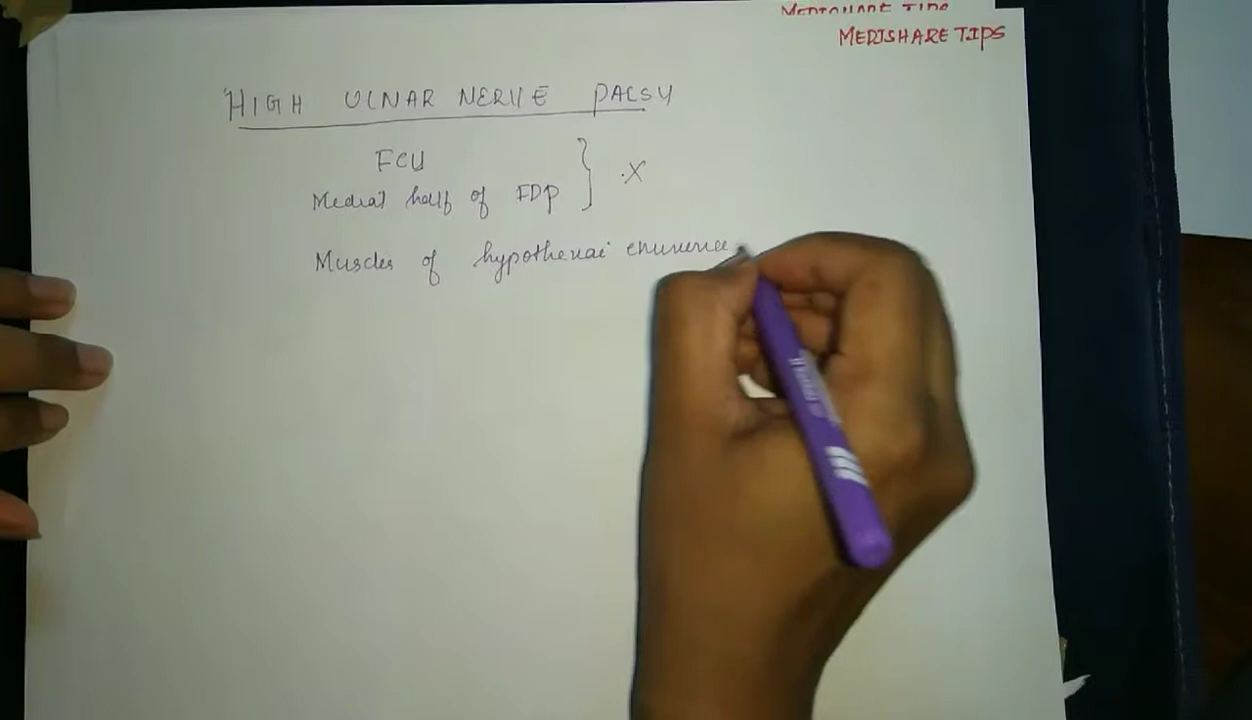 MEDISHARE TIPS
HIGH ULNAR NERVE PALSY
FCU
Medial half of FDP } X
Muscles of hypothenar eminence